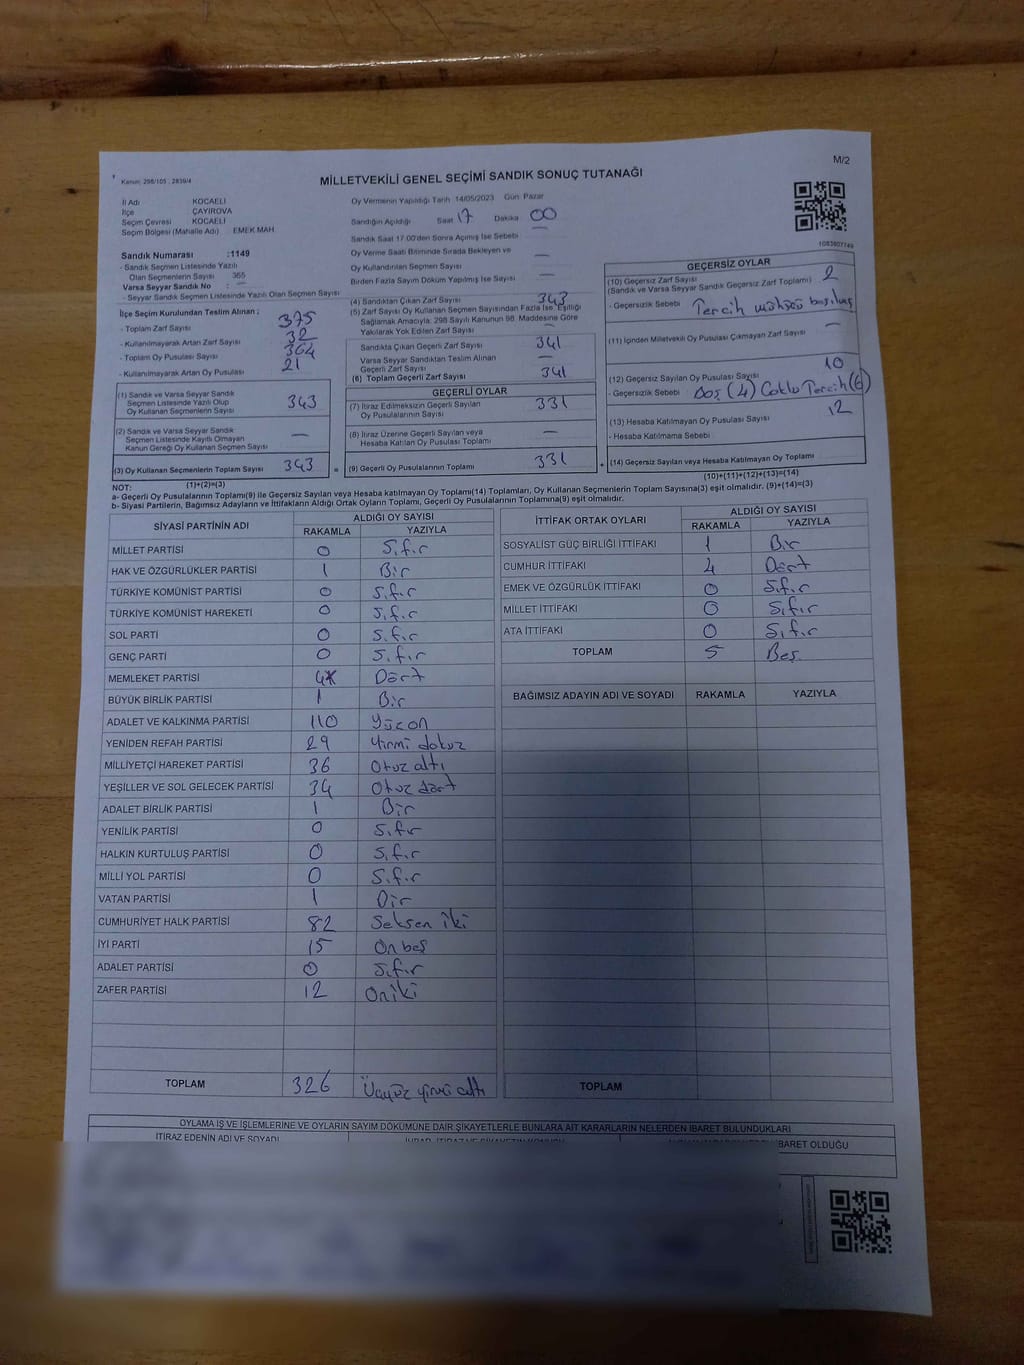 M/2
Kanun: 298/105 , 2839/4
MİLLETVEKİLİ GENEL SEÇİMİ SANDIK SONUÇ TUTANAĞI
İl Adı KOCAELİ
İlçe ÇAYIROVA
Seçim Çevresi KOCAELİ
Seçim Bölgesi (Mahalle Adı) EMEK MAH.
Sandık Numarası :1149
- Sandık Seçmen Listesinde Yazılı
Olan Seçmenlerin Sayısı 365
Varsa Seyyar Sandık No : —
- Seyyar Sandık Seçmen Listesinde Yazılı Olan Seçmen Sayısı
İlçe Seçim Kurulundan Teslim Alınan ;
- Toplam Zarf Sayısı 375
- Kullanılmayarak Artan Zarf Sayısı 32
- Toplam Oy Pusulası Sayısı 364
- Kullanılmayarak Artan Oy Pusulası 21
(1) Sandık ve Varsa Seyyar Sandık
Seçmen Listesinde Yazılı Olup
Oy Kullanan Seçmenlerin Sayısı 343
(2) Sandık ve Varsa Seyyar Sandık
Seçmen Listesinde Kayıtlı Olmayan
Kanun Gereği Oy Kullanan Seçmen Sayısı —
(3) Oy Kullanan Seçmenlerin Toplam Sayısı 343 =
(1)+(2)=(3)
Oy Vermenin Yapıldığı Tarih 14/05/2023 Gün Pazar
Sandığın Açıldığı Saat 17 Dakika 00
Sandık Saat 17.00'den Sonra Açılmış İse Sebebi —
Oy Verme Saati Bitiminde Sırada Bekleyen ve
Oy Kullandırılan Seçmen Sayısı —
Birden Fazla Sayım Döküm Yapılmış İse Sayısı —
(4) Sandıktan Çıkan Zarf Sayısı 343
(5) Zarf Sayısı Oy Kullanan Seçmen Sayısından Fazla İse, Eşitliği
Sağlamak Amacıyla, 298 Sayılı Kanunun 98. Maddesine Göre
Yakılarak Yok Edilen Zarf Sayısı —
Sandıkta Çıkan Geçerli Zarf Sayısı 341
Varsa Seyyar Sandıktan Teslim Alınan
Geçerli Zarf Sayısı —
(6) Toplam Geçerli Zarf Sayısı 341
GEÇERLİ OYLAR
(7) İtiraz Edilmeksizin Geçerli Sayılan
Oy Pusulalarının Sayısı 331
(8) İtiraz Üzerine Geçerli Sayılan veya
Hesaba Katılan Oy Pusulası Toplamı —
(9) Geçerli Oy Pusulalarının Toplamı 331 +
1083907149
GEÇERSİZ OYLAR
(10) Geçersiz Zarf Sayısı
(Sandık ve Varsa Seyyar Sandık Geçersiz Zarf Toplamı) 2
- Geçersizlik Sebebi Tercih mührü basılmış
(11) İçinden Milletvekili Oy Pusulası Çıkmayan Zarf Sayısı —
(12) Geçersiz Sayılan Oy Pusulası Sayısı 10
- Geçersizlik Sebebi Boş (4) Çoklu Tercih (6)
(13) Hesaba Katılmayan Oy Pusulası Sayısı 12
- Hesaba Katılmama Sebebi
(14) Geçersiz Sayılan veya Hesaba Katılmayan Oy Toplamı
(10)+(11)+(12)+(13)=(14)
NOT:
a- Geçerli Oy Pusulalarının Toplamı(9) ile Geçersiz Sayılan veya Hesaba katılmayan Oy Toplamı(14) Toplamları, Oy Kullanan Seçmenlerin Toplam Sayısına(3) eşit olmalıdır. (9)+(14)=(3)
b- Siyasi Partilerin, Bağımsız Adayların ve İttifakların Aldığı Ortak Oyların Toplamı, Geçerli Oy Pusulalarının Toplamına(9) eşit olmalıdır.
SİYASİ PARTİNİN ADI ALDIĞI OY SAYISI
RAKAMLA YAZIYLA
MİLLET PARTİSİ 0 Sıfır
HAK VE ÖZGÜRLÜKLER PARTİSİ 1 Bir
TÜRKİYE KOMÜNİST PARTİSİ 0 Sıfır
TÜRKİYE KOMÜNİST HAREKETİ 0 Sıfır
SOL PARTİ 0 Sıfır
GENÇ PARTİ 0 Sıfır
MEMLEKET PARTİSİ 4 Dört
BÜYÜK BİRLİK PARTİSİ 1 Bir
ADALET VE KALKINMA PARTİSİ 110 Yüzon
YENİDEN REFAH PARTİSİ 29 Yirmi dokuz
MİLLİYETÇİ HAREKET PARTİSİ 36 Otuz altı
YEŞİLLER VE SOL GELECEK PARTİSİ 34 Otuz dört
ADALET BİRLİK PARTİSİ 1 Bir
YENİLİK PARTİSİ 0 Sıfır
HALKIN KURTULUŞ PARTİSİ 0 Sıfır
MİLLİ YOL PARTİSİ 0 Sıfır
VATAN PARTİSİ 1 Bir
CUMHURİYET HALK PARTİSİ 82 Seksen iki
İYİ PARTİ 15 Onbeş
ADALET PARTİSİ 0 Sıfır
ZAFER PARTİSİ 12 Oniki
TOPLAM 326 Üçyüz yirmi altı
İTTİFAK ORTAK OYLARI ALDIĞI OY SAYISI
RAKAMLA YAZIYLA
SOSYALİST GÜÇ BİRLİĞİ İTTİFAKI 1 Bir
CUMHUR İTTİFAKI 4 Dört
EMEK VE ÖZGÜRLÜK İTTİFAKI 0 Sıfır
MİLLET İTTİFAKI 0 Sıfır
ATA İTTİFAKI 0 Sıfır
TOPLAM 5 Beş
BAĞIMSIZ ADAYIN ADI VE SOYADI RAKAMLA YAZIYLA
TOPLAM
OYLAMA İŞ VE İŞLEMLERİNE VE OYLARIN SAYIM DÖKÜMÜNE DAİR ŞİKAYETLERLE BUNLARA AİT KARARLARIN NELERDEN İBARET BULUNDUKLARI
İTİRAZ EDENİN ADI VE SOYADI İBARET OLDUĞU